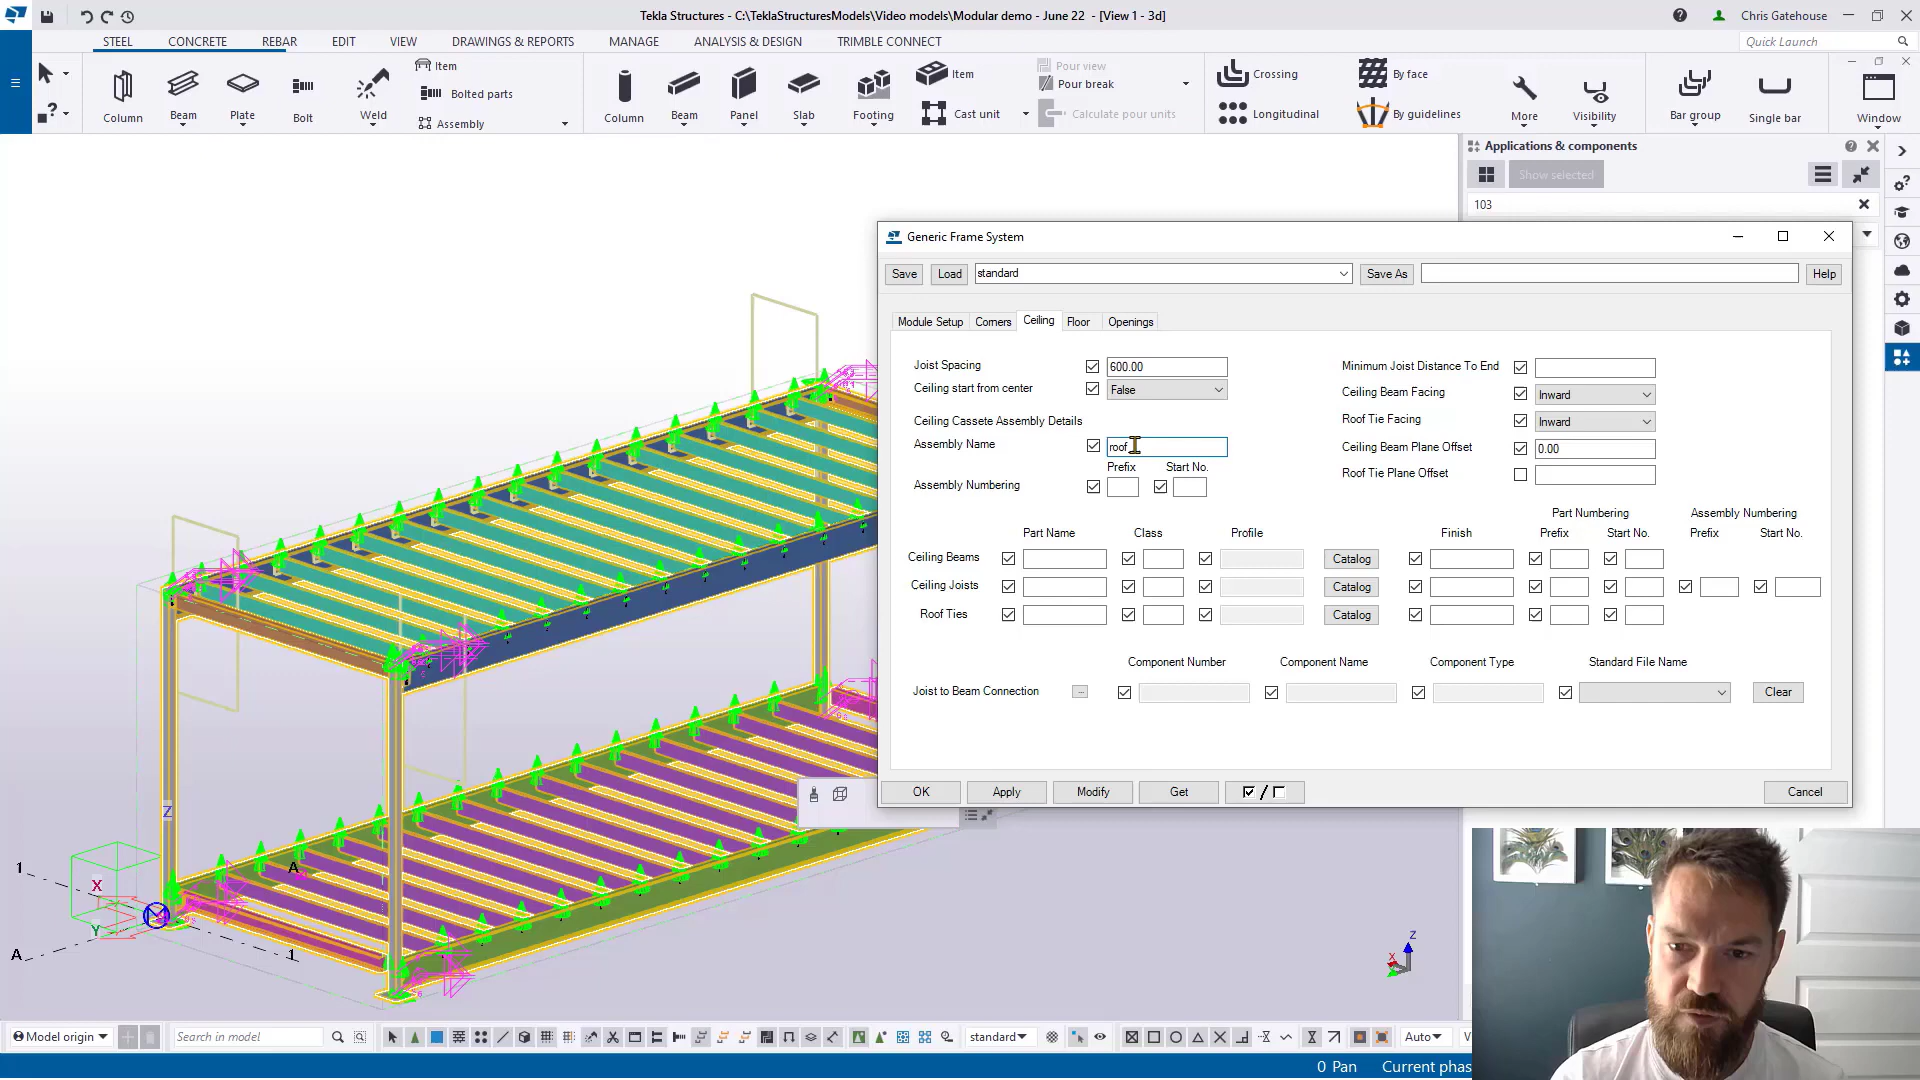 Tekla Structures - C:\TeklaStructuresModels\Video models\Modular demo - June 22 - [View 1 - 3d]
Chris Gatehouse
STEEL CONCRETE REBAR EDIT VIEW DRAWINGS & REPORTS MANAGE ANALYSIS & DESIGN TRIMBLE CONNECT
Quick Launch
Column Beam Plate Bolt Weld
Item
Bolted parts
Assembly
Column Beam Panel Slab Footing
Item
Cast unit
Pour view
Pour break
Calculate pour units
Crossing
Longitudinal
By face
By guidelines
More Visibility Bar group Single bar Window
Applications & components
Show selected
103
Generic Frame System
Save Load standard Save As Help
Module Setup Corners Ceiling Floor Openings
Joist Spacing 600.00
Ceiling start from center False
Ceiling Cassete Assembly Details
Assembly Name roof
Prefix Start No.
Assembly Numbering
Minimum Joist Distance To End
Ceiling Beam Facing Inward
Roof Tie Facing Inward
Ceiling Beam Plane Offset 0.00
Roof Tie Plane Offset
Part Numbering Assembly Numbering
Part Name Class Profile Finish Prefix Start No. Prefix Start No.
Ceiling Beams Catalog
Ceiling Joists Catalog
Roof Ties Catalog
Component Number Component Name Component Type Standard File Name
Joist to Beam Connection ... Clear
OK Apply Modify Get / Cancel
Z
1
A
X
Y
A
1
Z
X
Model origin
Search in model
standard
Auto
0 Pan
Current phas